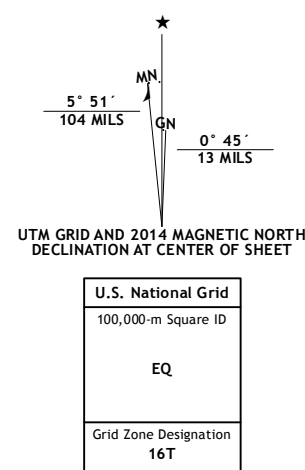 ★
M.N.
5° 51´
104 MILS
GN
0° 45´
13 MILS
UTM GRID AND 2014 MAGNETIC NORTH
DECLINATION AT CENTER OF SHEET
U.S. National Grid
100,000-m Square ID
EQ
Grid Zone Designation
16T